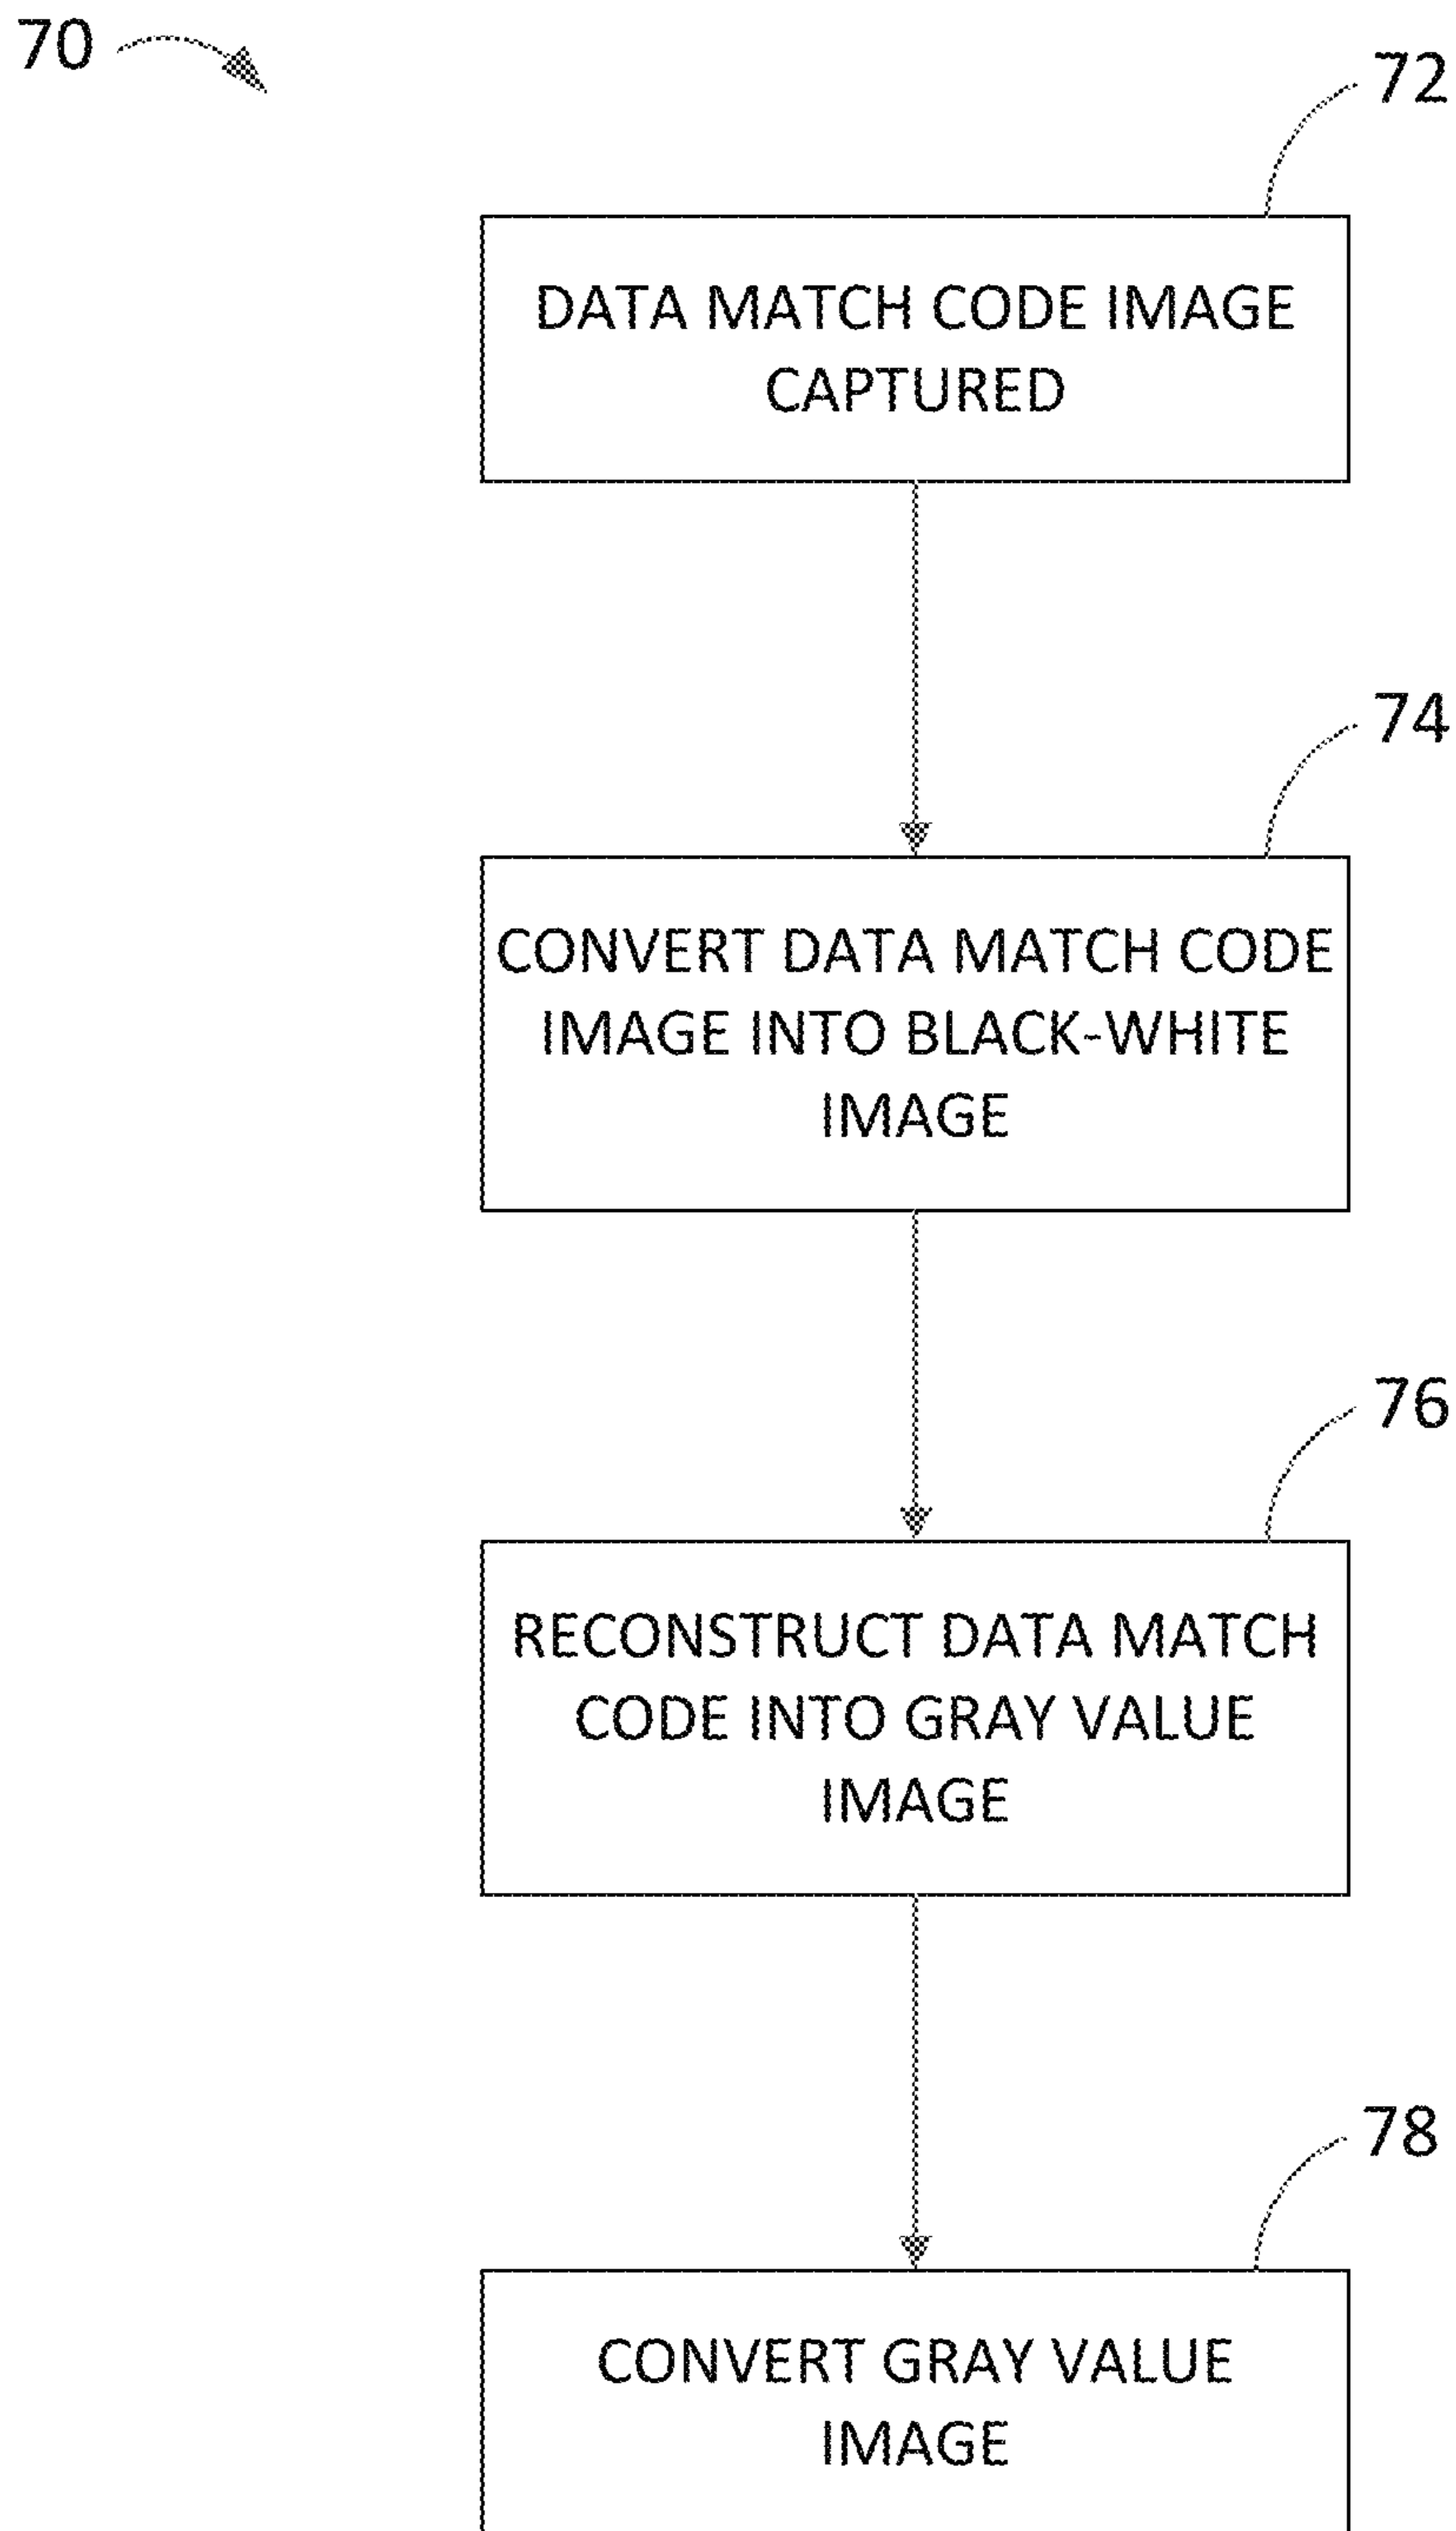 70
72
DATA MATCH CODE IMAGE
CAPTURED
74
CONVERT DATA MATCH CODE
IMAGE INTO BLACK-WHITE
IMAGE
76
RECONSTRUCT DATA MATCH
CODE INTO GRAY VALUE
IMAGE
78
CONVERT GRAY VALUE
IMAGE